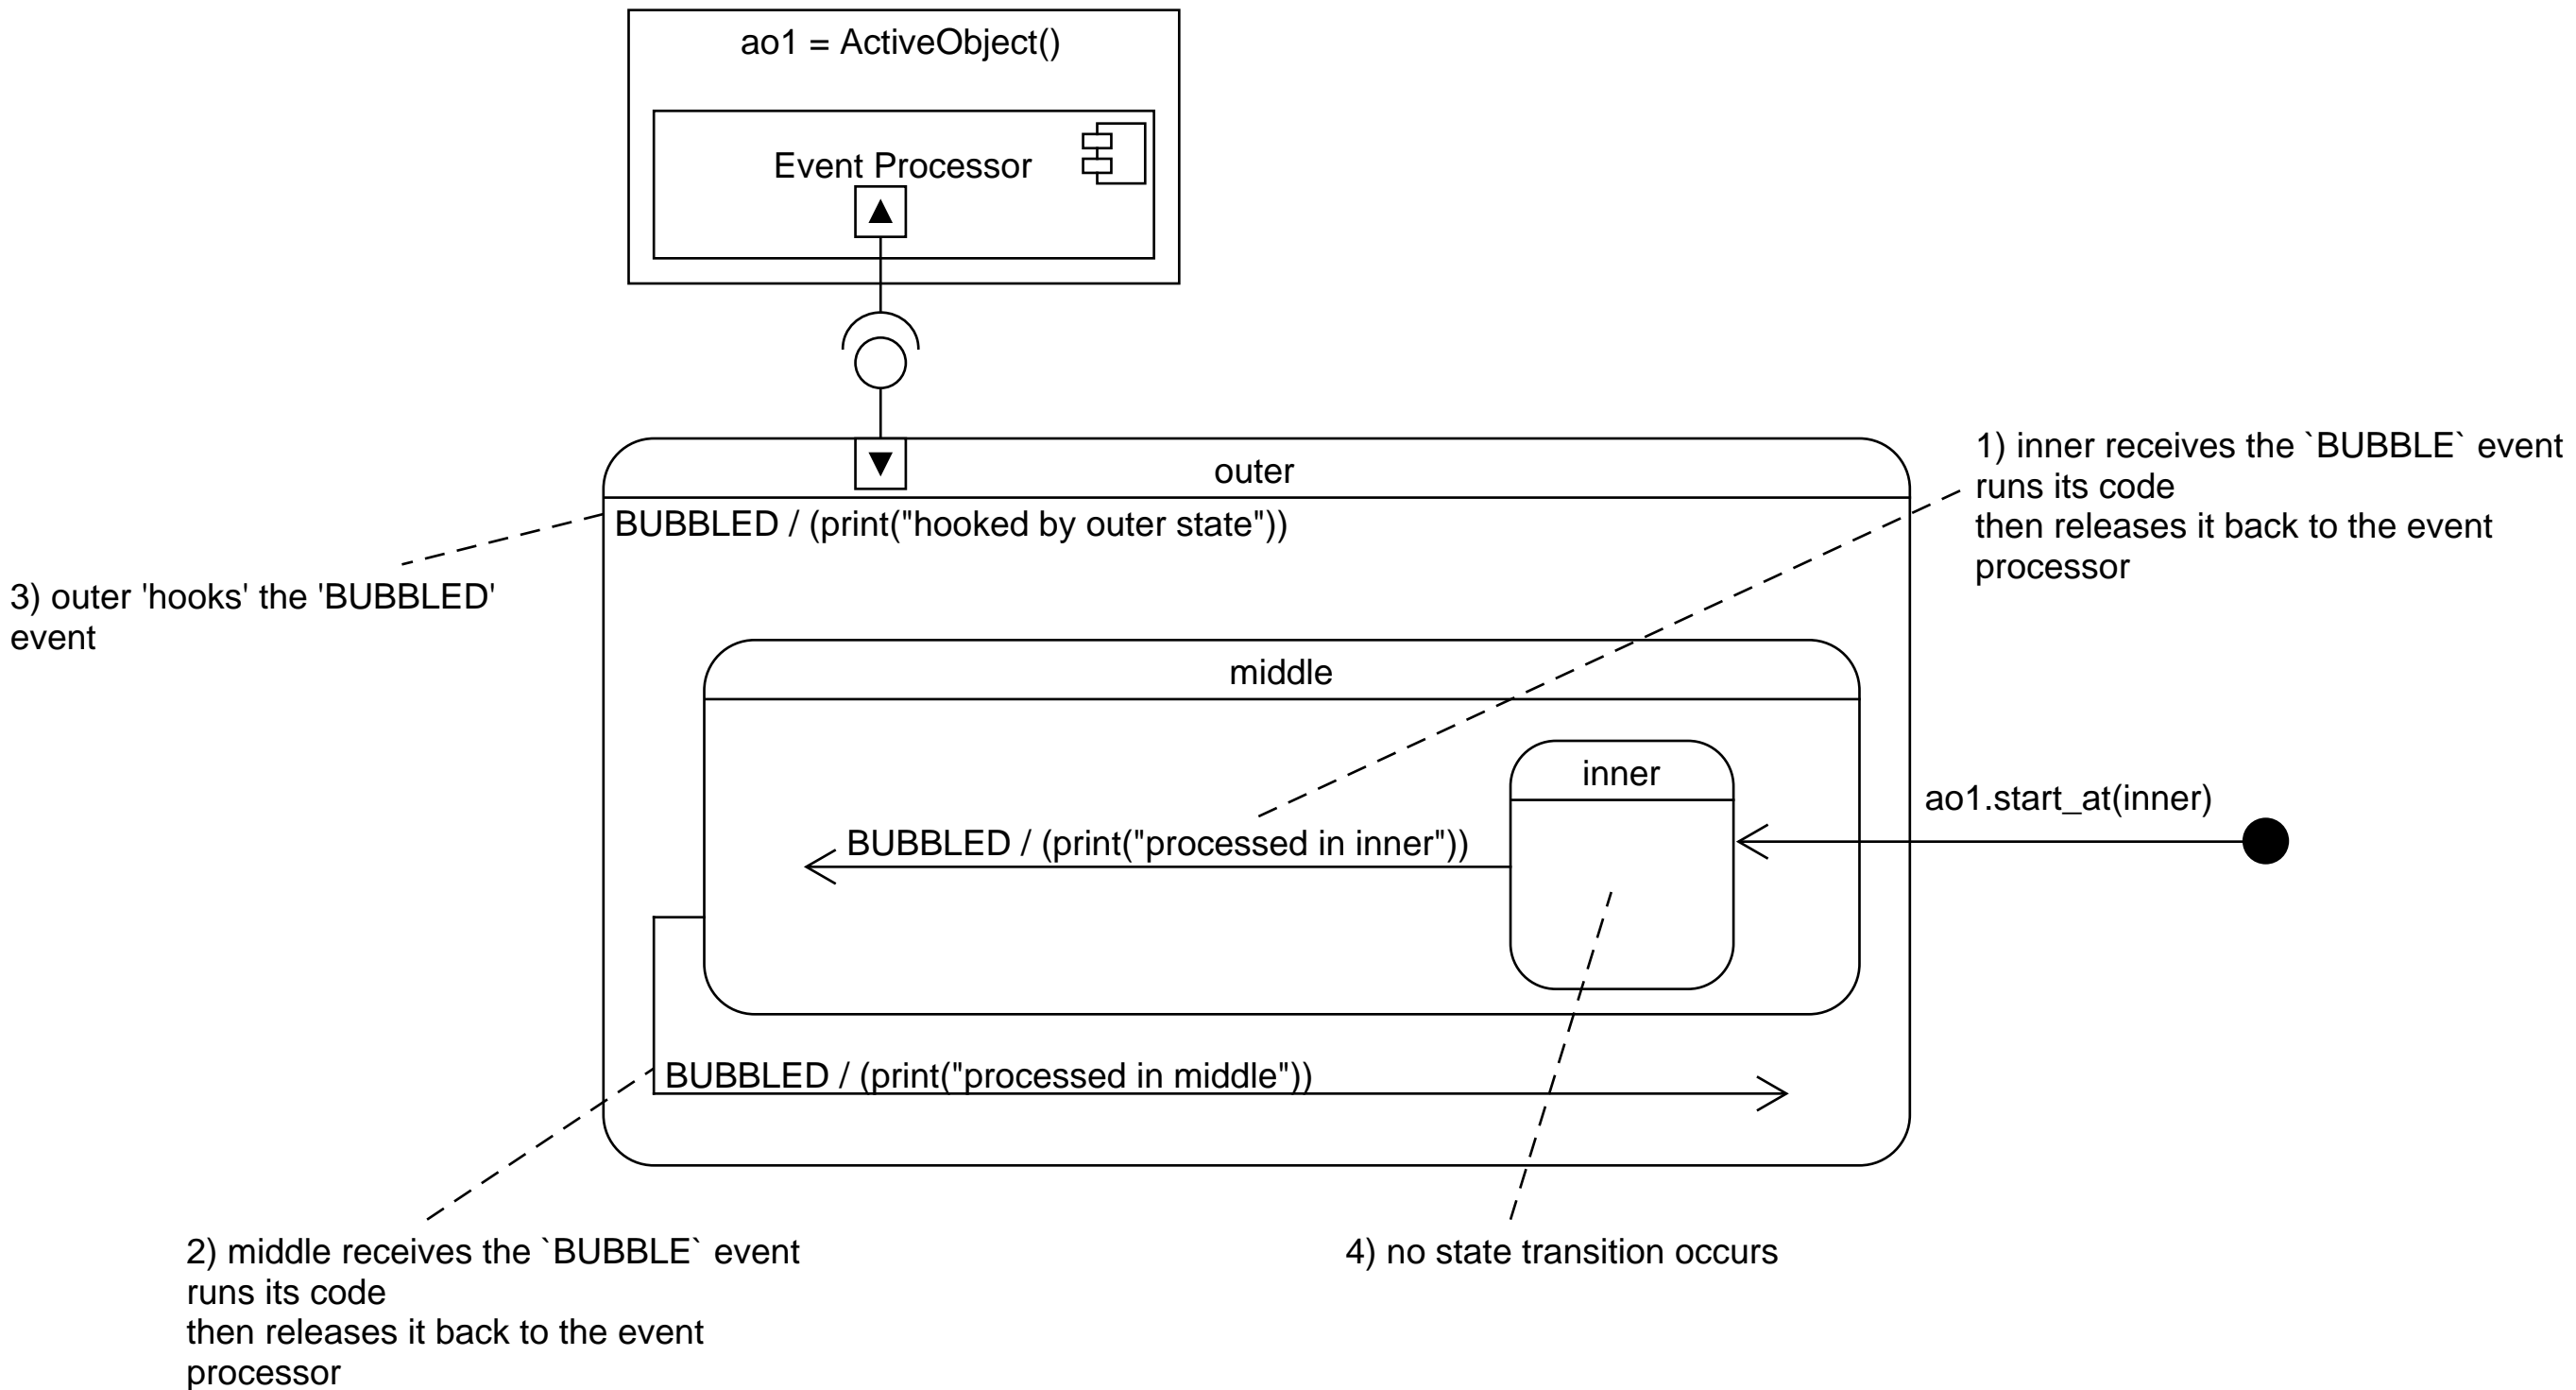 ao1 = ActiveObject()
Event Processor
outer
BUBBLED / (print("hooked by outer state"))
1) inner receives the `BUBBLE` event
runs its code
then releases it back to the event
processor
3) outer 'hooks' the 'BUBBLED'
event
middle
inner
ao1.start_at(inner)
BUBBLED / (print("processed in inner"))
BUBBLED / (print("processed in middle"))
2) middle receives the `BUBBLE` event
runs its code
then releases it back to the event
processor
4) no state transition occurs